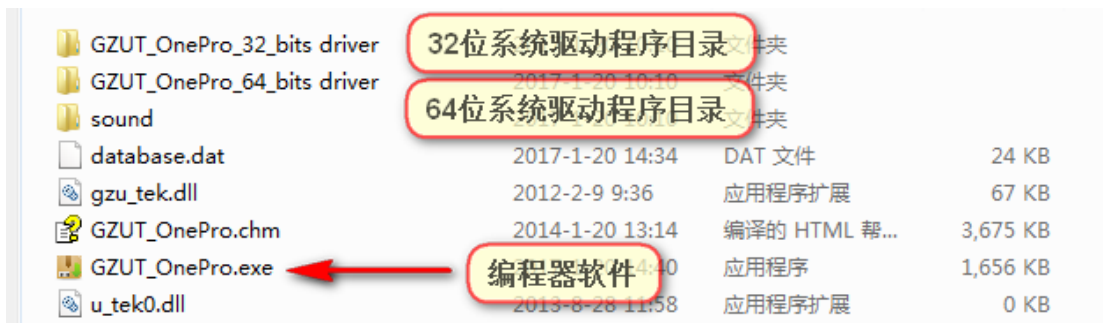 GZUT_OnePro_32_bits driver 32位系统驱动程序目录 文件夹
GZUT_OnePro_64_bits driver 2017-1-20 10:10 文件夹
sound 64位系统驱动程序目录 文件夹
database.dat 2017-1-20 14:34 DAT 文件 24 KB
gzu_tek.dll 2012-2-9 9:36 应用程序扩展 67 KB
GZUT_OnePro.chm 2014-1-20 13:14 编译的 HTML 帮... 3,675 KB
GZUT_OnePro.exe 编程器软件 应用程序 1,656 KB
u_tek0.dll 2013-8-28 11:58 应用程序扩展 0 KB